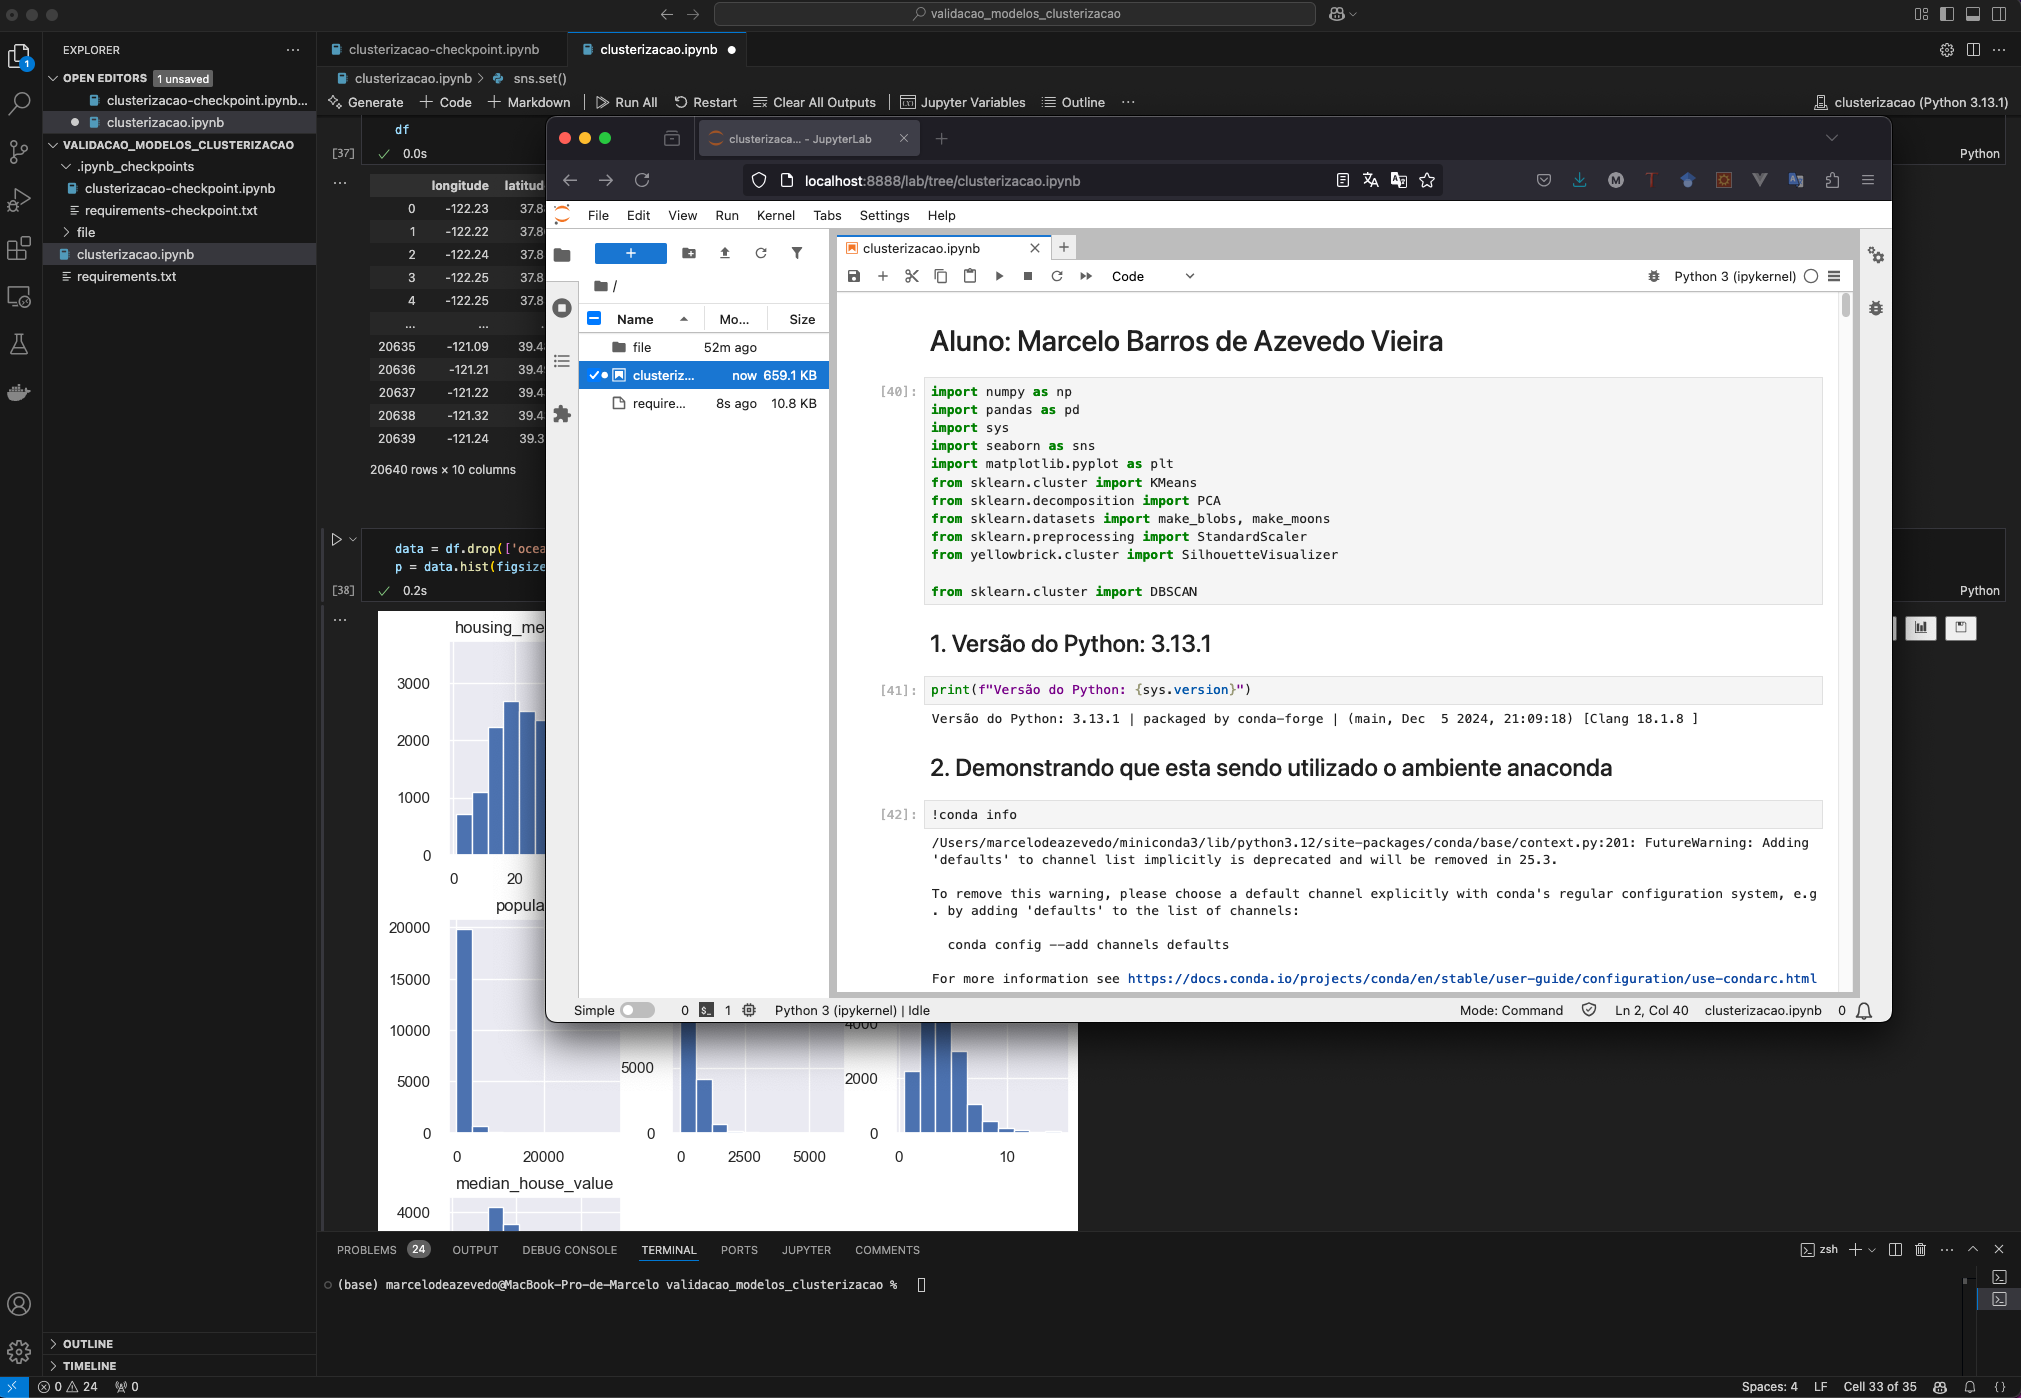 validacao_modelos_clusterizacao
EXPLORER
OPEN EDITORS
1 unsaved
clusterizacao-checkpoint.ipynb...
clusterizacao.ipynb
VALIDACAO_MODELOS_CLUSTERIZACAO
.ipynb_checkpoints
clusterizacao-checkpoint.ipynb
requirements-checkpoint.txt
file
clusterizacao.ipynb
requirements.txt
OUTLINE
TIMELINE
clusterizacao-checkpoint.ipynb
clusterizacao.ipynb
clusterizacao.ipynb > sns.set()
Generate + Code + Markdown | Run All Restart Clear All Outputs | Jupyter Variables Outline ...
clusterizacao (Python 3.13.1)
df
[37] 0.0s
Python
longitude latitud
0 -122.23 37.8
1 -122.22 37.8
2 -122.24 37.8
3 -122.25 37.8
4 -122.25 37.8
... ... .
20635 -121.09 39.4
20636 -121.21 39.4
20637 -121.22 39.4
20638 -121.32 39.4
20639 -121.24 39.3
20640 rows × 10 columns
data = df.drop(['ocea
p = data.hist(figsize
[38] 0.2s
Python
housing_me
3000
2000
1000
0
0 20
popula
20000
15000
10000
5000
0
0 20000
5000
0
0 2500 5000
4000
2000
0
0 10
median_house_value
4000
clusterizaca... – JupyterLab
localhost:8888/lab/tree/clusterizacao.ipynb
File Edit View Run Kernel Tabs Settings Help
/
Name Mo... Size
file 52m ago
clusteriz... now 659.1 KB
require... 8s ago 10.8 KB
clusterizacao.ipynb
Code
Python 3 (ipykernel)
Aluno: Marcelo Barros de Azevedo Vieira
[40]:
import numpy as np
import pandas as pd
import sys
import seaborn as sns
import matplotlib.pyplot as plt
from sklearn.cluster import KMeans
from sklearn.decomposition import PCA
from sklearn.datasets import make_blobs, make_moons
from sklearn.preprocessing import StandardScaler
from yellowbrick.cluster import SilhouetteVisualizer
from sklearn.cluster import DBSCAN
1. Versão do Python: 3.13.1
[41]: print(f"Versão do Python: {sys.version}")
Versão do Python: 3.13.1 | packaged by conda-forge | (main, Dec  5 2024, 21:09:18) [Clang 18.1.8 ]
2. Demonstrando que esta sendo utilizado o ambiente anaconda
[42]: !conda info
/Users/marcelodeazevedo/miniconda3/lib/python3.12/site-packages/conda/base/context.py:201: FutureWarning: Adding
'defaults' to channel list implicitly is deprecated and will be removed in 25.3.
To remove this warning, please choose a default channel explicitly with conda's regular configuration system, e.g
. by adding 'defaults' to the list of channels:
conda config --add channels defaults
For more information see https://docs.conda.io/projects/conda/en/stable/user-guide/configuration/use-condarc.html
Simple 0 1 Python 3 (ipykernel) | Idle
Mode: Command Ln 2, Col 40 clusterizacao.ipynb 0
PROBLEMS 24 OUTPUT DEBUG CONSOLE TERMINAL PORTS JUPYTER COMMENTS
zsh
(base) marcelodeazevedo@MacBook-Pro-de-Marcelo validacao_modelos_clusterizacao %
0 24 0
Spaces: 4 LF Cell 33 of 35